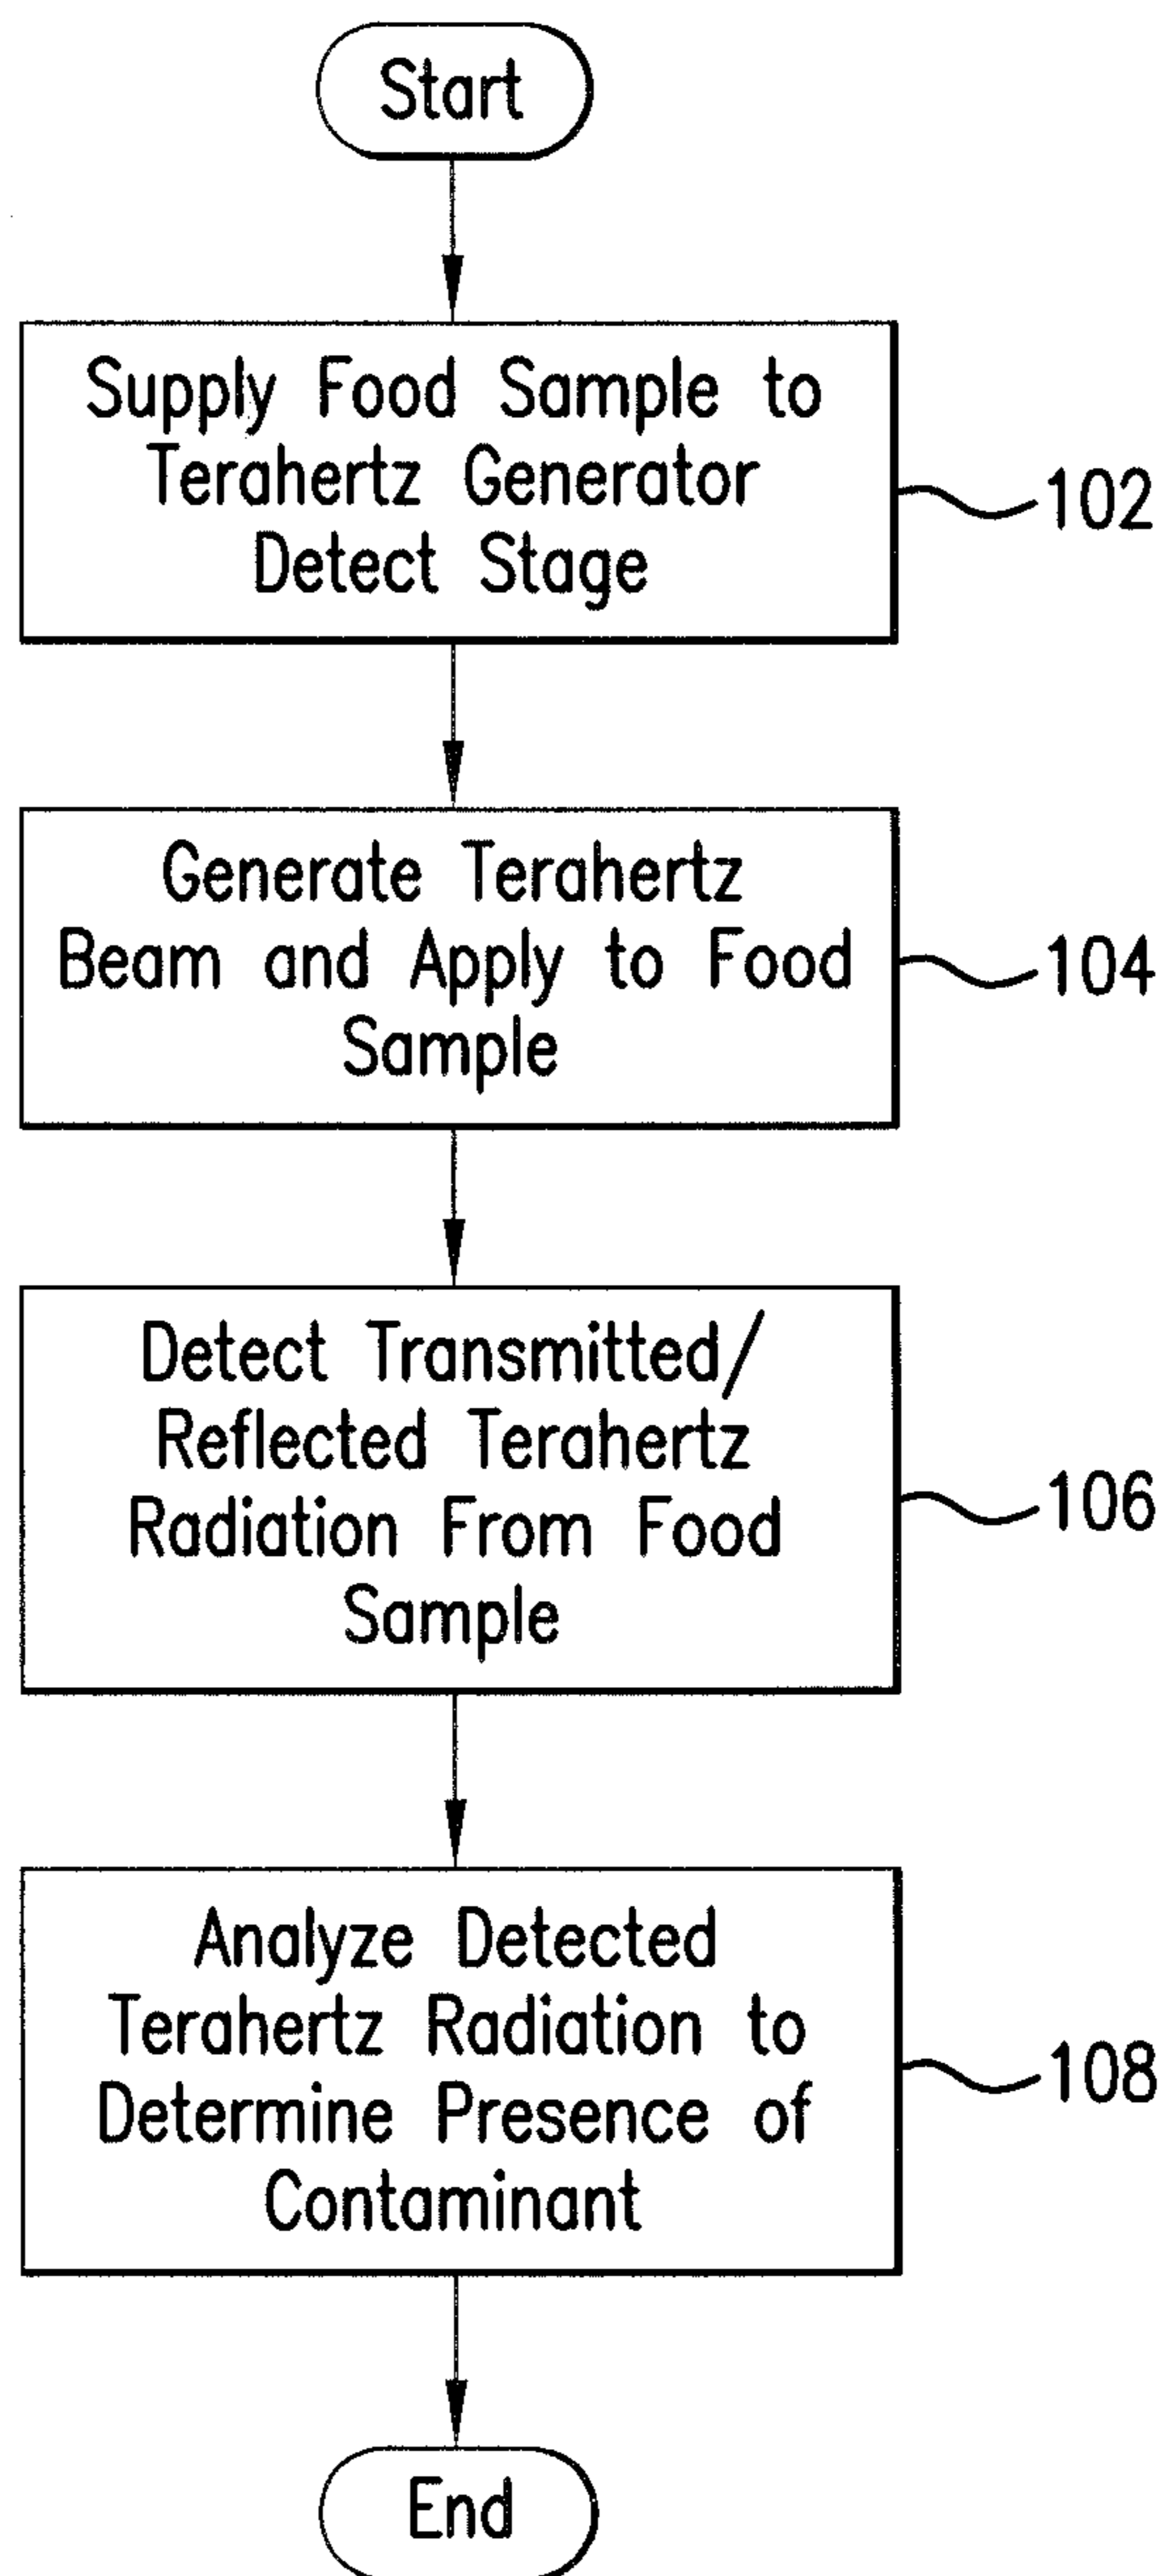 Start
Supply Food Sample to
Terahertz Generator
Detect Stage
102
Generate Terahertz
Beam and Apply to Food
Sample
104
Detect Transmitted/
Reflected Terahertz
Radiation From Food
Sample
106
Analyze Detected
Terahertz Radiation to
Determine Presence of
Contaminant
108
End